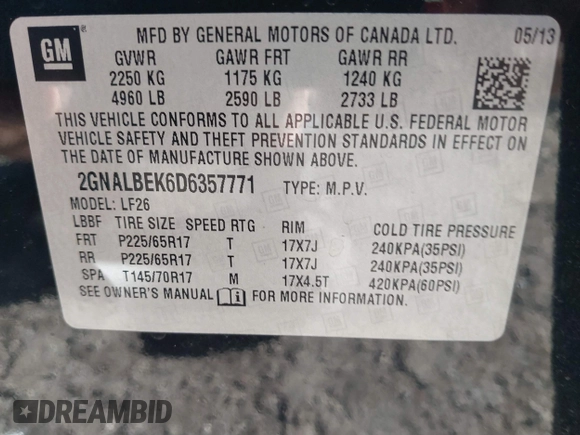 GM
MFD BY GENERAL MOTORS OF CANADA LTD. 05/13
GVWR GAWR FRT GAWR RR
2250 KG 1175 KG 1240 KG
4960 LB 2590 LB 2733 LB
THIS VEHICLE CONFORMS TO ALL APPLICABLE U.S. FEDERAL MOTOR
VEHICLE SAFETY AND THEFT PREVENTION STANDARDS IN EFFECT ON
THE DATE OF MANUFACTURE SHOWN ABOVE.
2GNALBEK6D6357771 TYPE: M.P.V.
MODEL: LF26
LBBF TIRE SIZE SPEED RTG RIM COLD TIRE PRESSURE
FRT P225/65R17 T 17X7J 240KPA(35PSI)
RR P225/65R17 T 17X7J 240KPA(35PSI)
SPA T145/70R17 M 17X4.5T 420KPA(60PSI)
SEE OWNER'S MANUAL FOR MORE INFORMATION.
DREAMBID